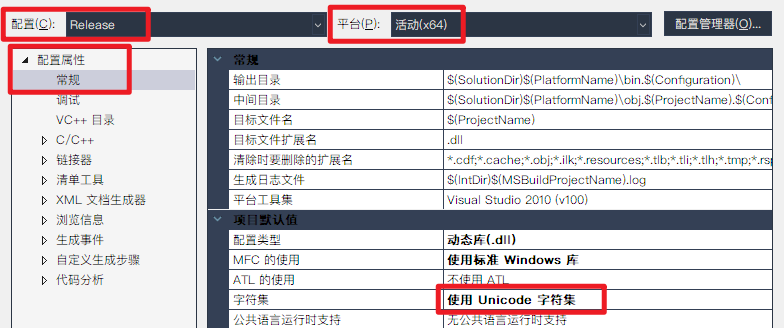 配置(C): Release 平台(P): 活动(x64) 配置管理器(O)...
配置属性
常规
调试
VC++ 目录
C/C++
链接器
清单工具
XML 文档生成器
浏览信息
生成事件
自定义生成步骤
代码分析
常规
输出目录 $(SolutionDir)$(PlatformName)\bin.$(Configuration)\
中间目录 $(SolutionDir)$(PlatformName)\obj.$(ProjectName).$(Conf
目标文件名 $(ProjectName)
目标文件扩展名 .dll
清除时要删除的扩展名 *.cdf;*.cache;*.obj;*.ilk;*.resources;*.tlb;*.tli;*.tlh;*.tmp;*.rsp
生成日志文件 $(IntDir)$(MSBuildProjectName).log
平台工具集 Visual Studio 2010 (v100)
项目默认值
配置类型 动态库(.dll)
MFC 的使用 使用标准 Windows 库
ATL 的使用 不使用 ATL
字符集 使用 Unicode 字符集
公共语言运行时支持 无公共语言运行时支持